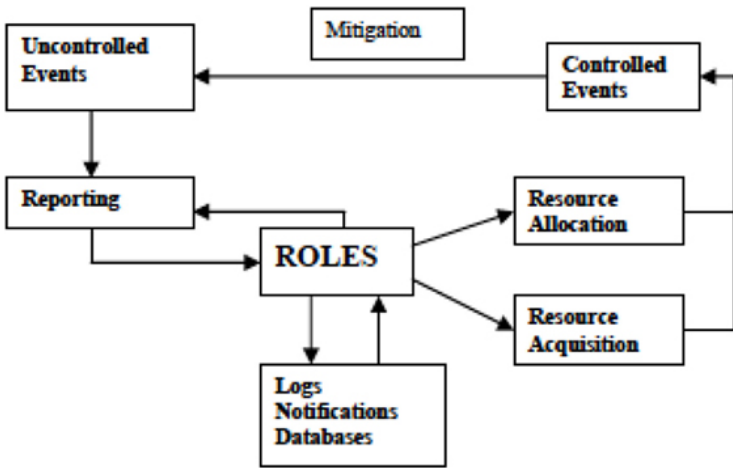 Mitigation
Uncontrolled
Events
Controlled
Events
Reporting
Resource
Allocation
ROLES
Resource
Acquisition
Logs
Notifications
Databases